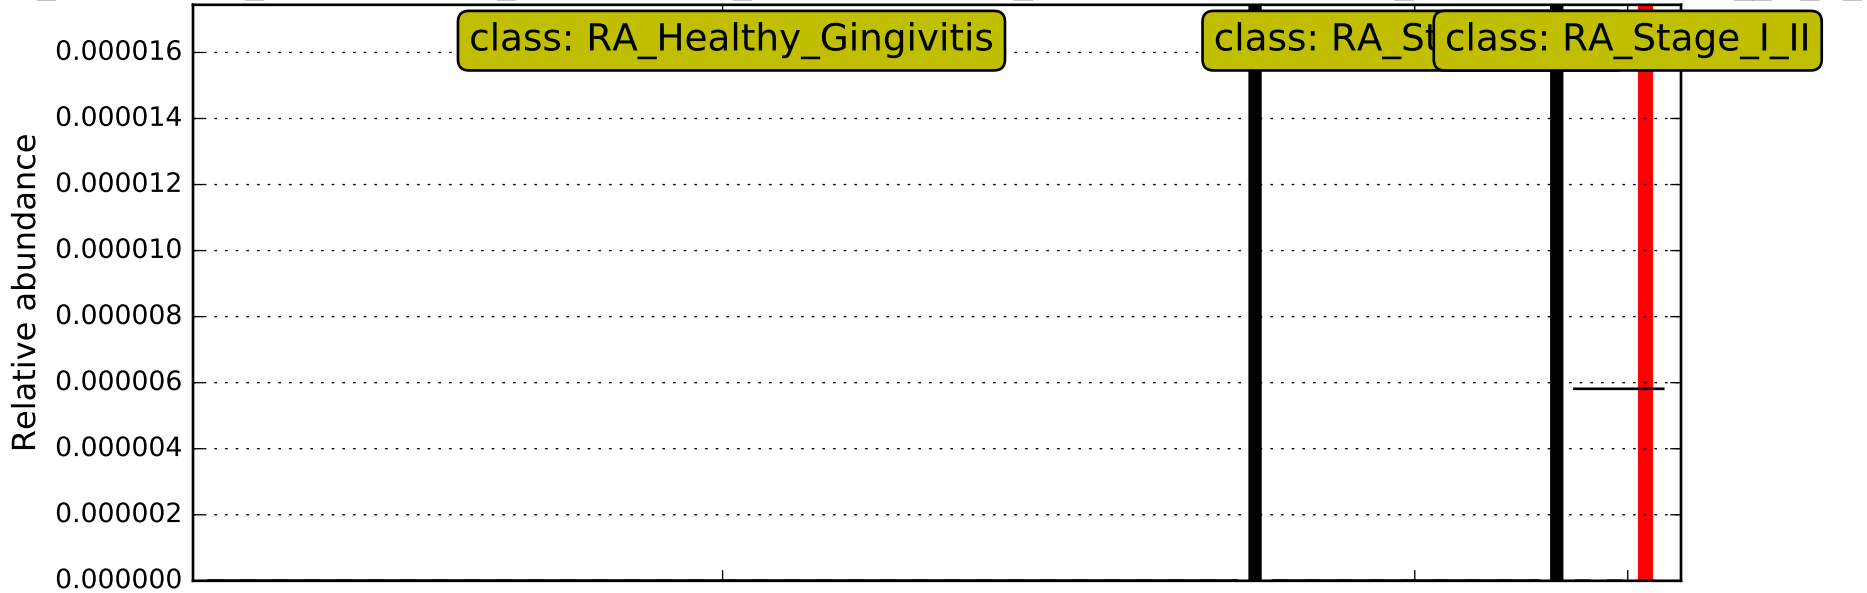 class: RA_Healthy_Gingivitis
class: RA_St
class: RA_Stage_I_II
0.000016
0.000014
0.000012
0.000010
0.000008
0.000006
0.000004
0.000002
0.000000
Relative abundance